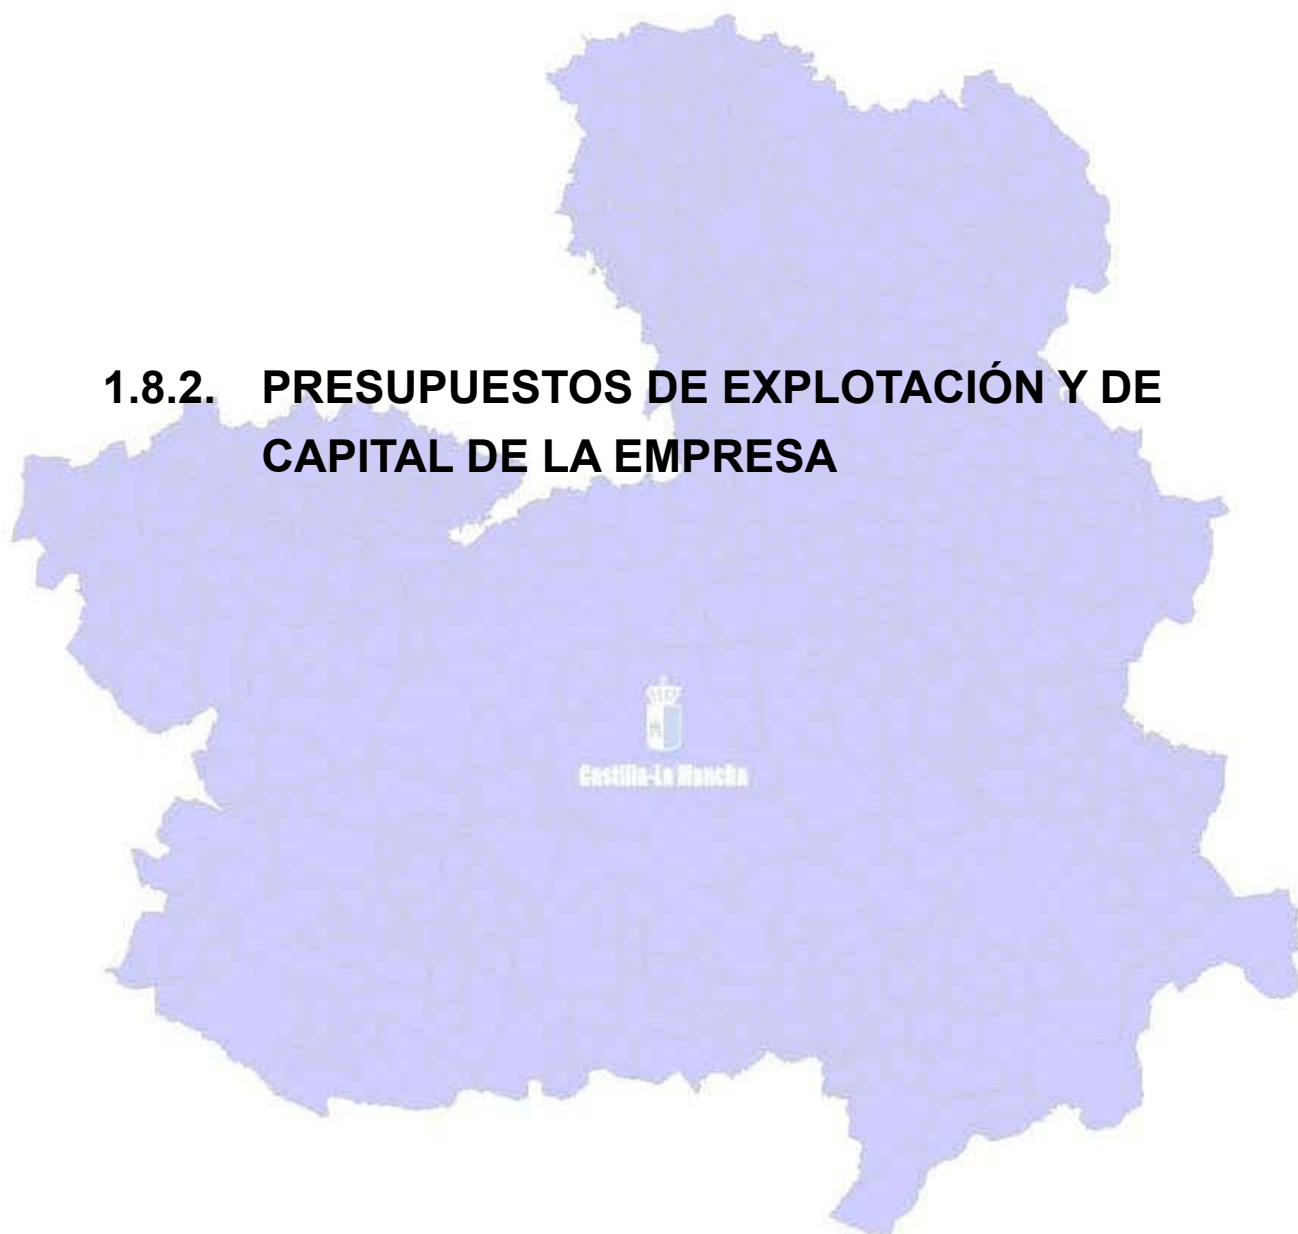 1.8.2. PRESUPUESTOS DE EXPLOTACIÓN Y DE
CAPITAL DE LA EMPRESA
Castilla-La Mancha